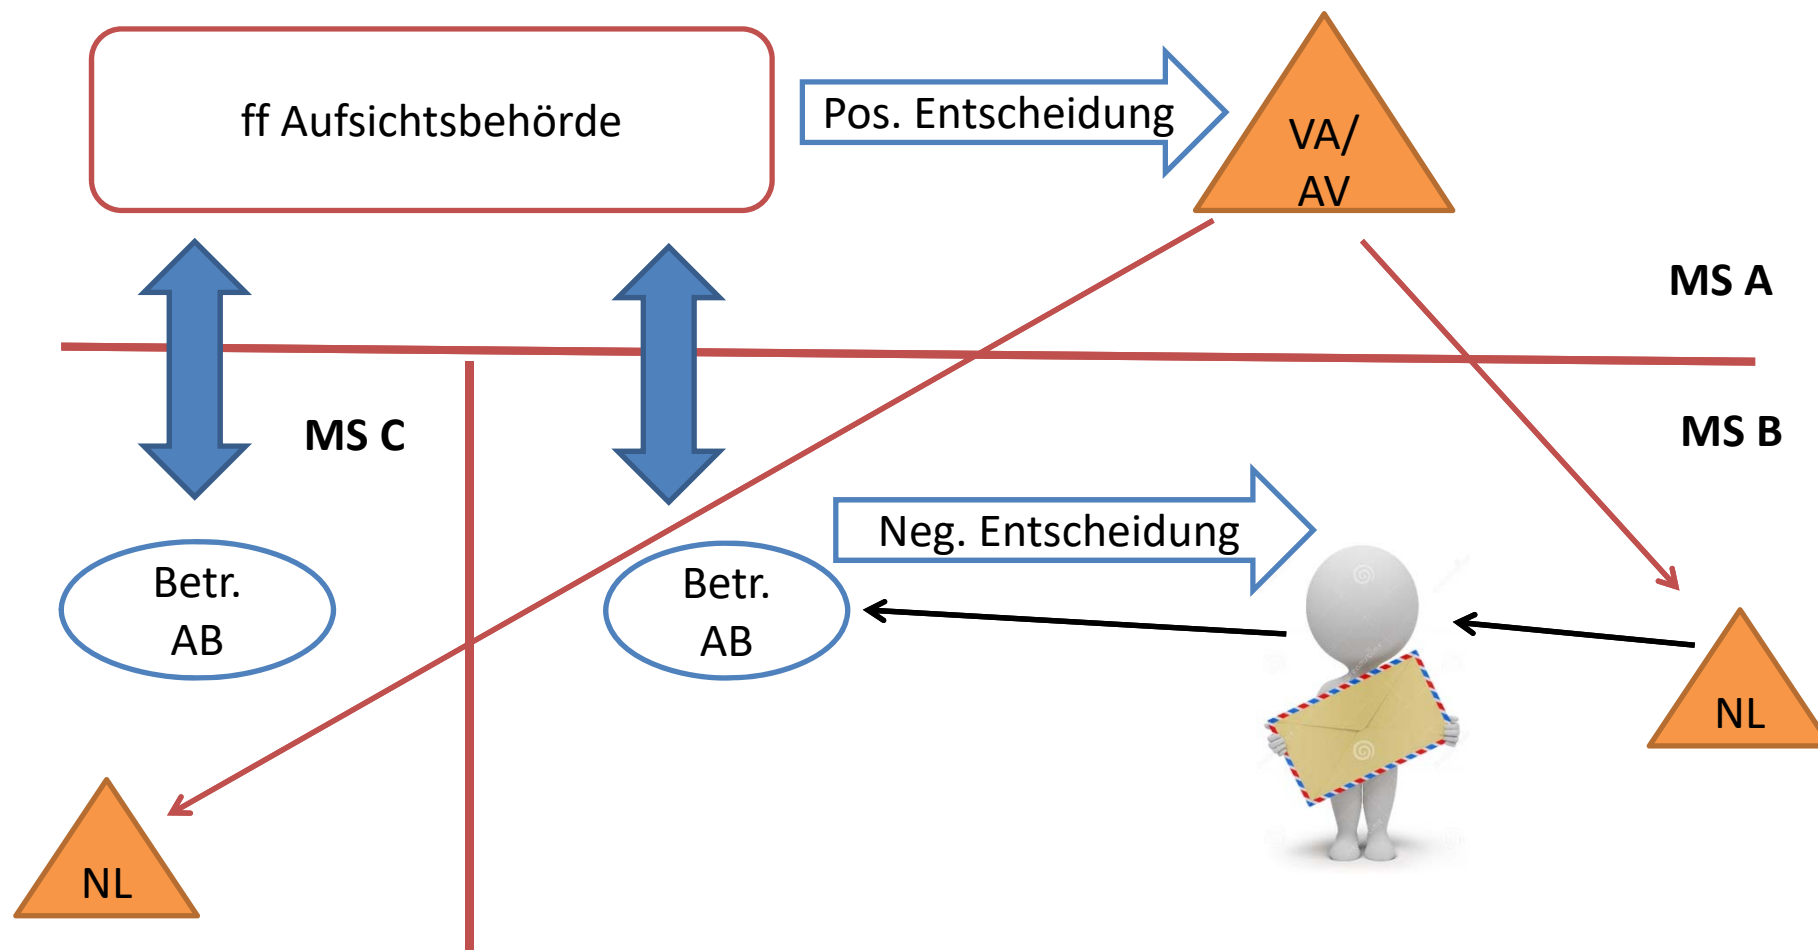 ff Aufsichtsbehörde
Pos. Entscheidung
VA/
AV
MS A
MS C
MS B
Neg. Entscheidung
Betr.
AB
Betr.
AB
NL
NL